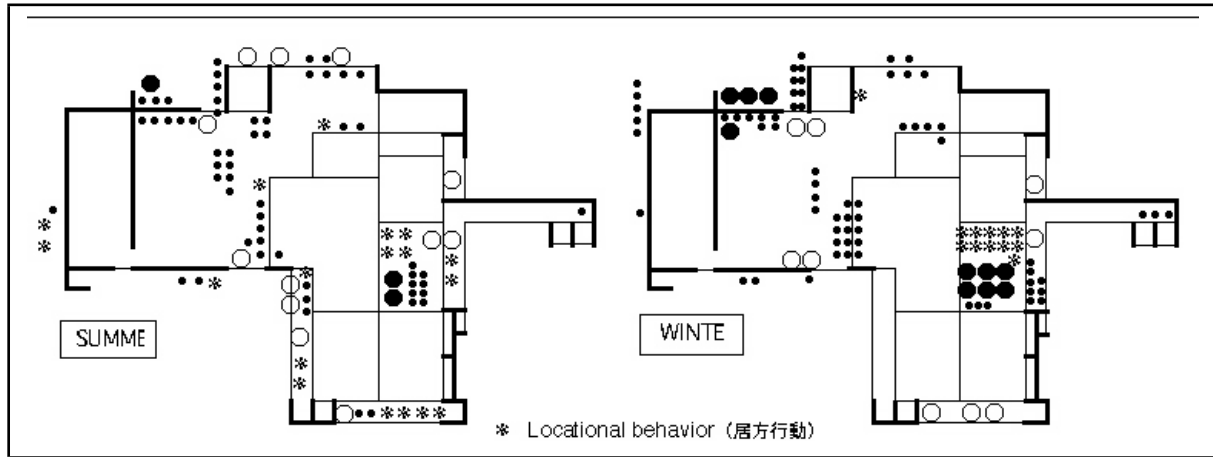 SUMME
WINTE
* Locational behavior (居方行動)